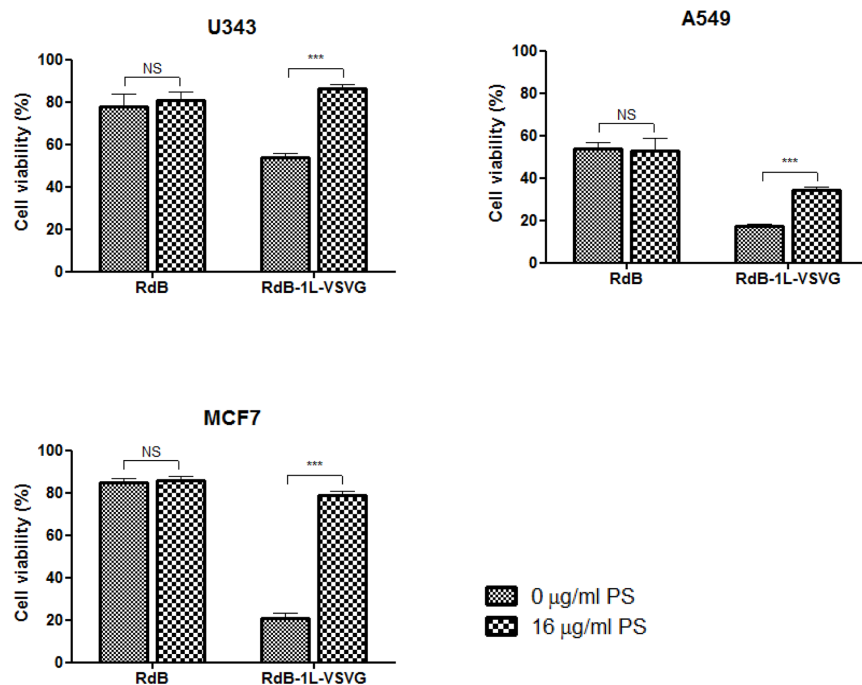 U343
Cell viability (%)
100
80
60
40
20
0
NS
***
RdB
RdB-1L-VSVG
A549
Cell viability (%)
100
80
60
40
20
0
NS
***
RdB
RdB-1L-VSVG
MCF7
Cell viability (%)
100
80
60
40
20
0
NS
***
RdB
RdB-1L-VSVG
0 μg/ml PS
16 μg/ml PS